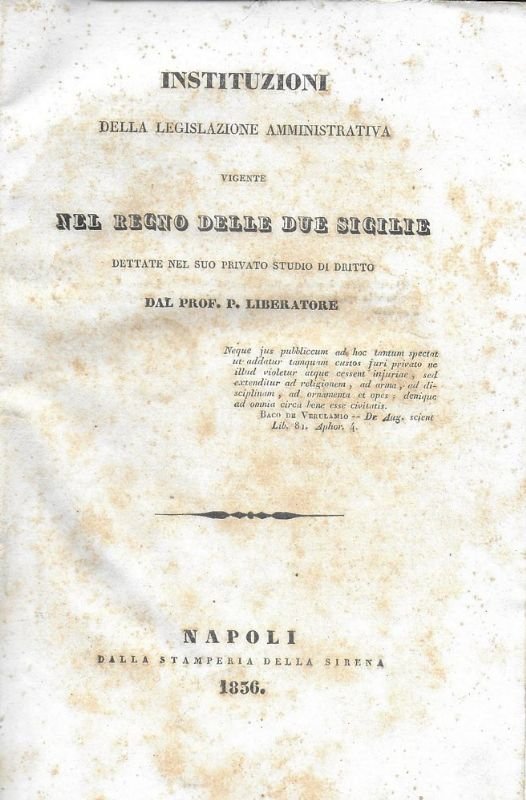 INSTITUZIONI
DELLA LEGISLAZIONE AMMINISTRATIVA
VIGENTE
NEL REGNO DELLE DUE SICILIE
DETTATE NEL SUO PRIVATO STUDIO DI DRITTO
DAL PROF. P. LIBERATORE
Neque jus pubbliccum ad hoc tantum spectat
ut addatur tamquam custos juri privato ne
illud violetur atque cessent injuriae, sed
extenditur ad religionem, ad arma, ad di-
sciplinam, ad ornamenta et opes; denique
ad omnia circa bene esse civitatis.
BACO DE VERULAMIO -- DE Aug. scient
Lib. 81. Aphor. 4.
NAPOLI
DALLA STAMPERIA DELLA SIRENA
1836.